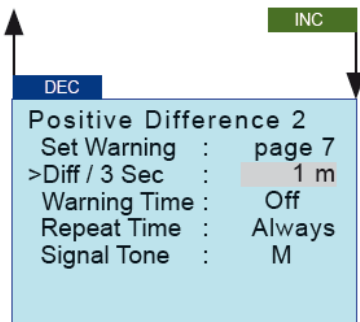 INC
DEC
Positive Difference 2
Set Warning : page 7
>Diff / 3 Sec : 1 m
Warning Time : Off
Repeat Time : Always
Signal Tone : M